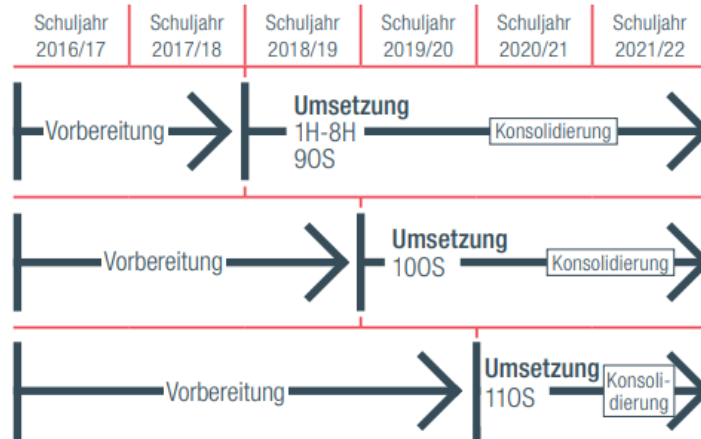 Schuljahr 2016/17
Schuljahr 2017/18
Schuljahr 2018/19
Schuljahr 2019/20
Schuljahr 2020/21
Schuljahr 2021/22
Vorbereitung
Umsetzung
1H-8H
9OS
Konsolidierung
Vorbereitung
Umsetzung
10OS
Konsolidierung
Vorbereitung
Umsetzung
11OS
Konsoli-
dierung